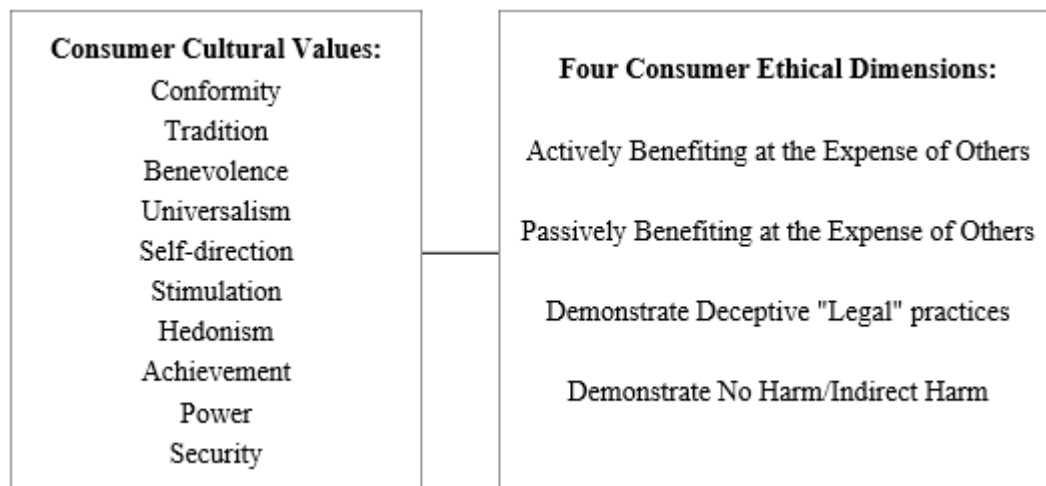 Consumer Cultural Values:
Conformity
Tradition
Benevolence
Universalism
Self-direction
Stimulation
Hedonism
Achievement
Power
Security
Four Consumer Ethical Dimensions:
Actively Benefiting at the Expense of Others
Passively Benefiting at the Expense of Others
Demonstrate Deceptive "Legal" practices
Demonstrate No Harm/Indirect Harm